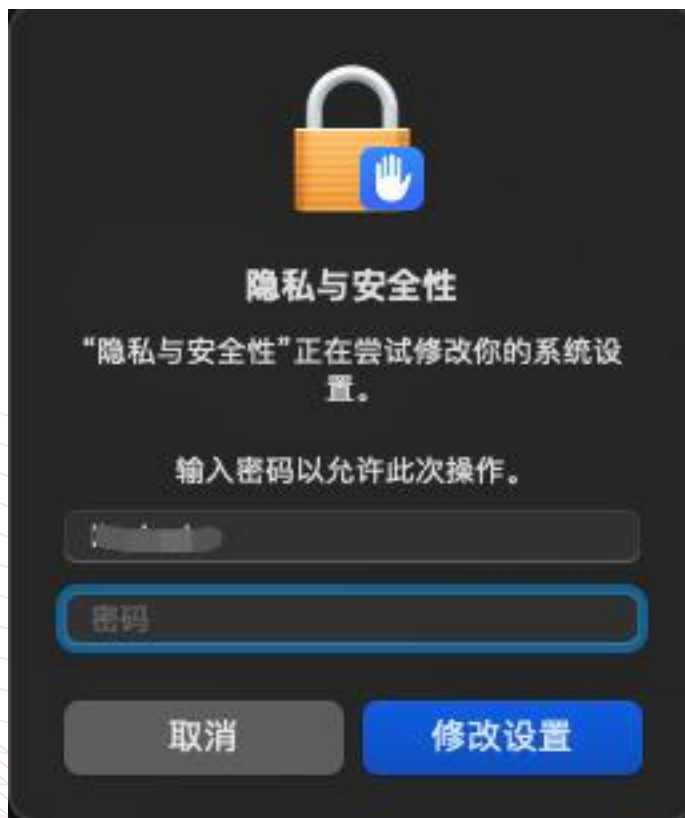 隐私与安全性
“隐私与安全性”正在尝试修改你的系统设
置。
输入密码以允许此次操作。
密码
取消
修改设置